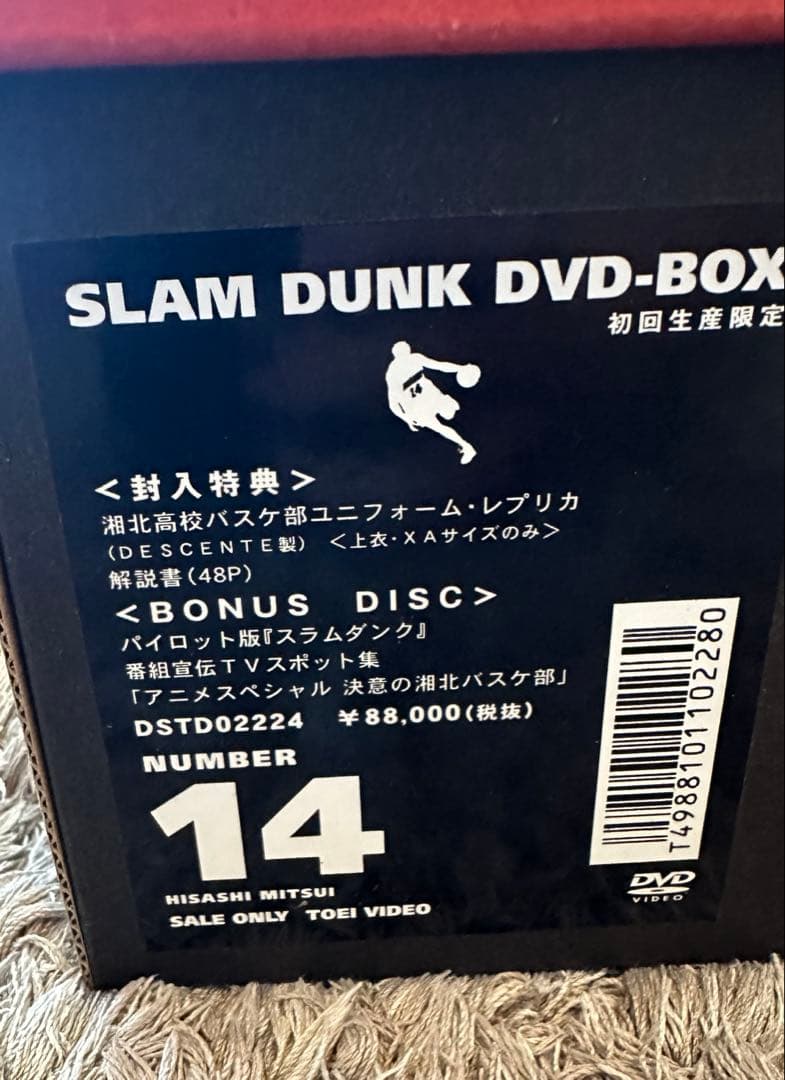 SLAM DUNK DVD-BOX
初回生産限定
14
<封入特典>
湘北高校バスケ部ユニフォーム・レプリカ
(DESCENTE製) <上衣・XAサイズのみ>
解説書(48P)
<BONUS DISC>
パイロット版『スラムダンク』
番組宣伝TVスポット集
「アニメスペシャル 決意の湘北バスケ部」
DSTD02224 ¥88,000(税抜)
NUMBER
14
HISASHI MITSUI
SALE ONLY TOEI VIDEO
T4988101102280
DVD
VIDEO